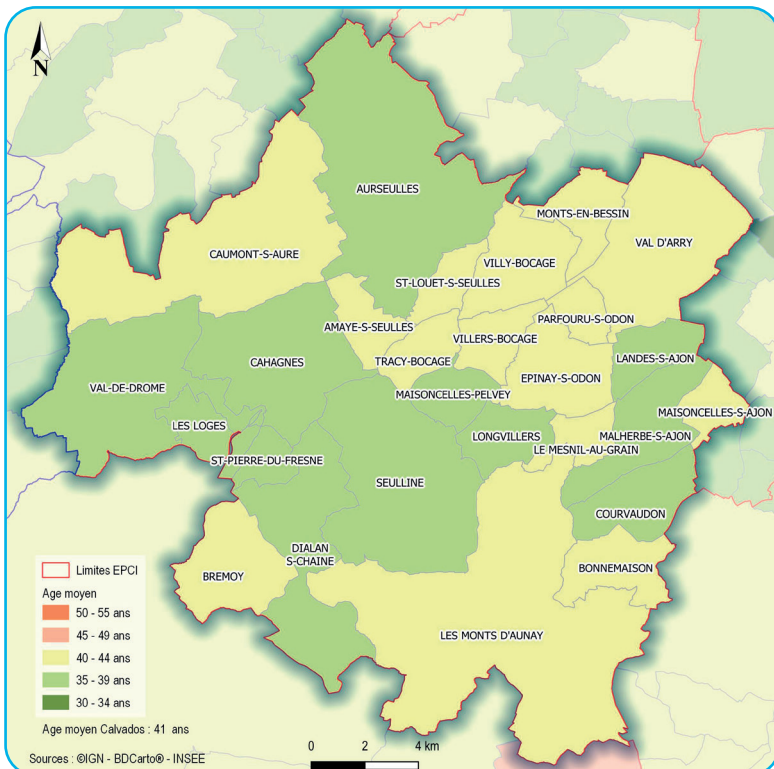 N
AURSEULLES
MONTS-EN-BESSIN
VAL D'ARRY
CAUMONT-S-AURE
VILLY-BOCAGE
ST-LOUET-S-SEULLES
PARFOURU-S-ODON
AMAYE-S-SEULLES
VILLERS-BOCAGE
CAHAGNES
TRACY-BOCAGE
LANDES-S-AJON
EPINAY-S-ODON
VAL-DE-DROME
MAISONCELLES-PELVEY
MAISONCELLES-S-AJON
LES LOGES
LONGVILLERS
MALHERBE-S-AJON
LE MESNIL-AU-GRAIN
ST-PIERRE-DU-FRESNE
SEULLINE
COURVAUDON
DIALAN
S-CHAINE
BONNEMAISON
BREMOY
LES MONTS D'AUNAY
Limites EPCI
Age moyen
50 - 55 ans
45 - 49 ans
40 - 44 ans
35 - 39 ans
30 - 34 ans
Age moyen Calvados : 41 ans
Sources : ©IGN - BDCarto® - INSEE
0 2 4 km